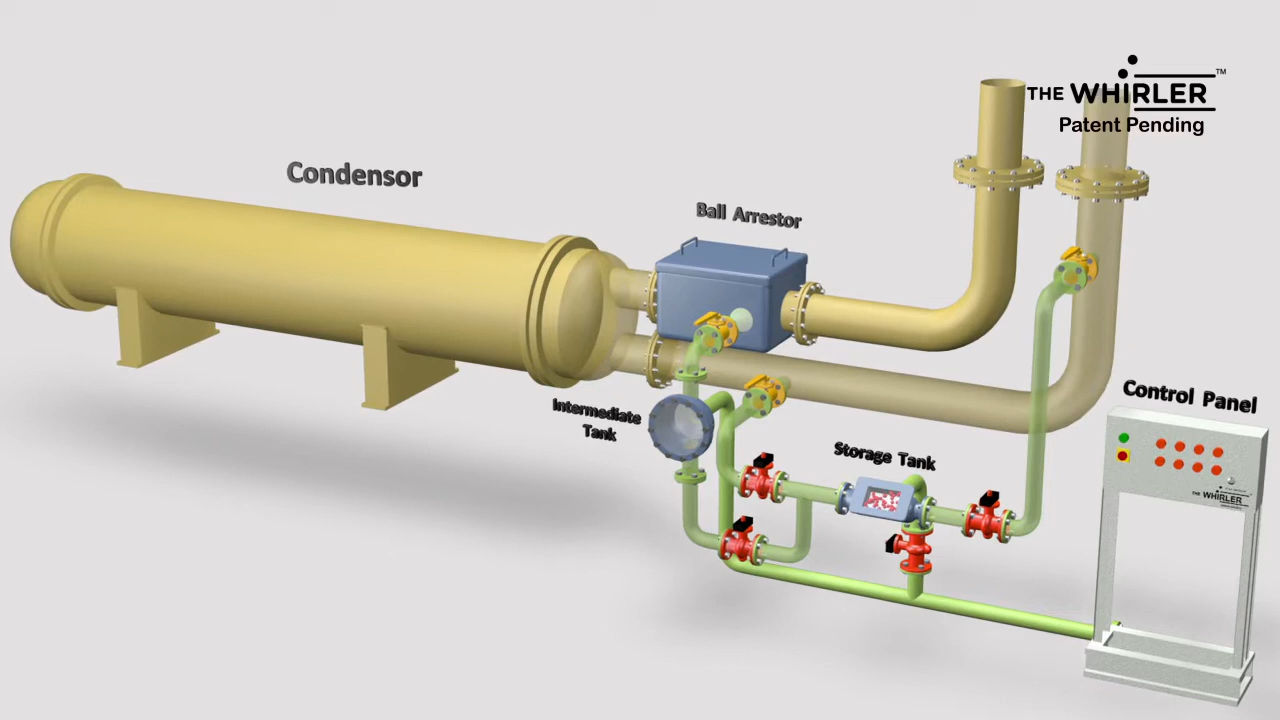 THE WHIRLER™
Patent Pending
Condensor
Ball Arrestor
Intermediate
Tank
Storage Tank
Control Panel
THE WHIRLER